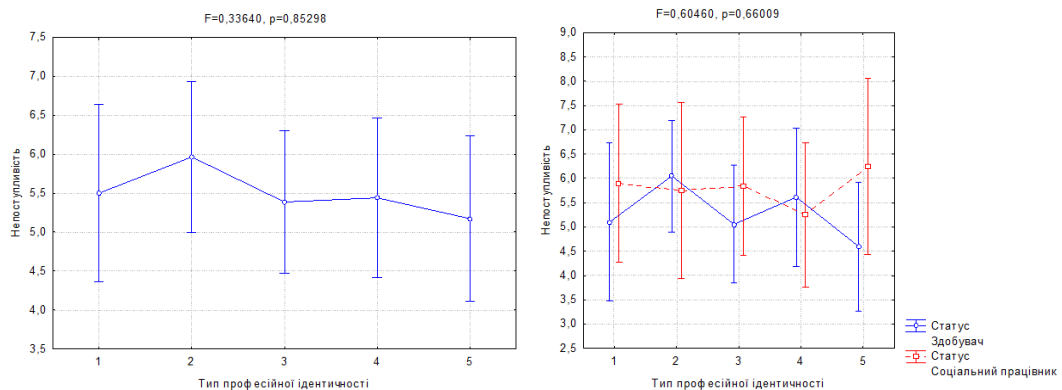 F=0,33640, p=0,85298
7,5
7,0
6,5
6,0
5,5
5,0
4,5
4,0
3,5
Непоступливість
1 2 3 4 5
Тип професійної ідентичності
F=0,60460, p=0,66009
9,0
8,5
8,0
7,5
7,0
6,5
6,0
5,5
5,0
4,5
4,0
3,5
3,0
2,5
Непоступливість
1 2 3 4 5
Тип професійної ідентичності
Статус
Здобувач
Статус
Соціальний працівник